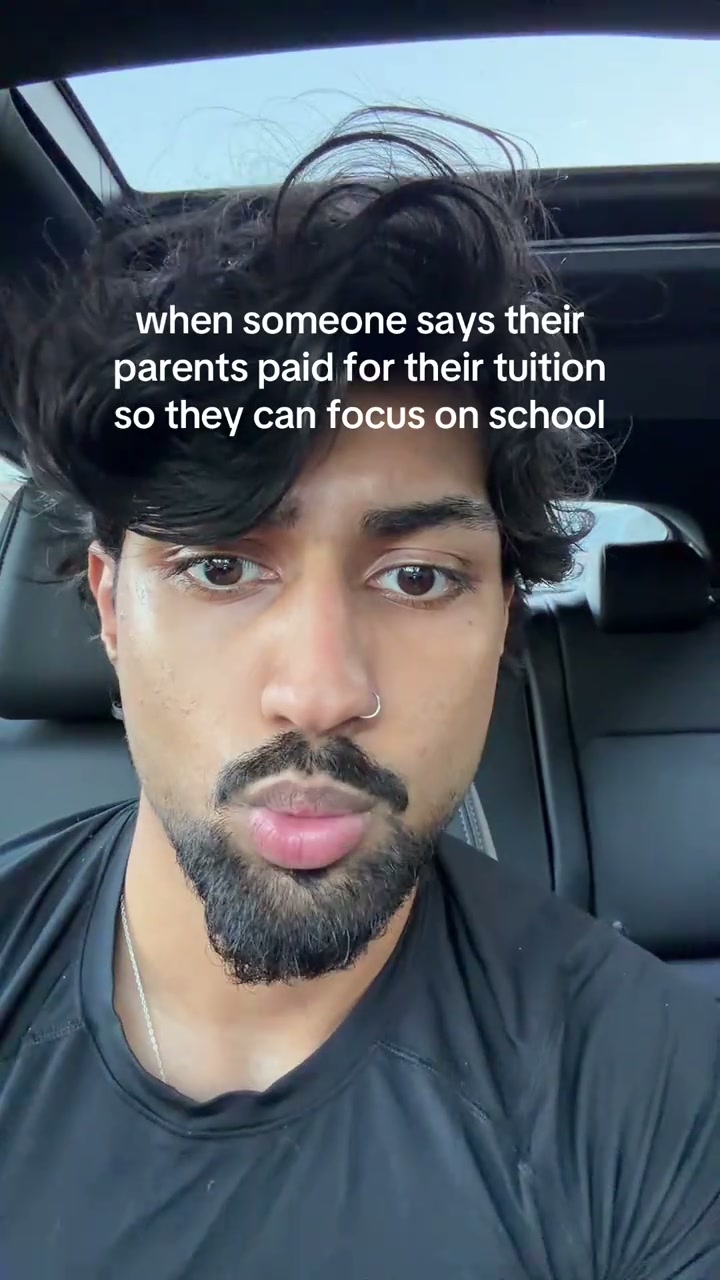 when someone says their
parents paid for their tuition
so they can focus on school